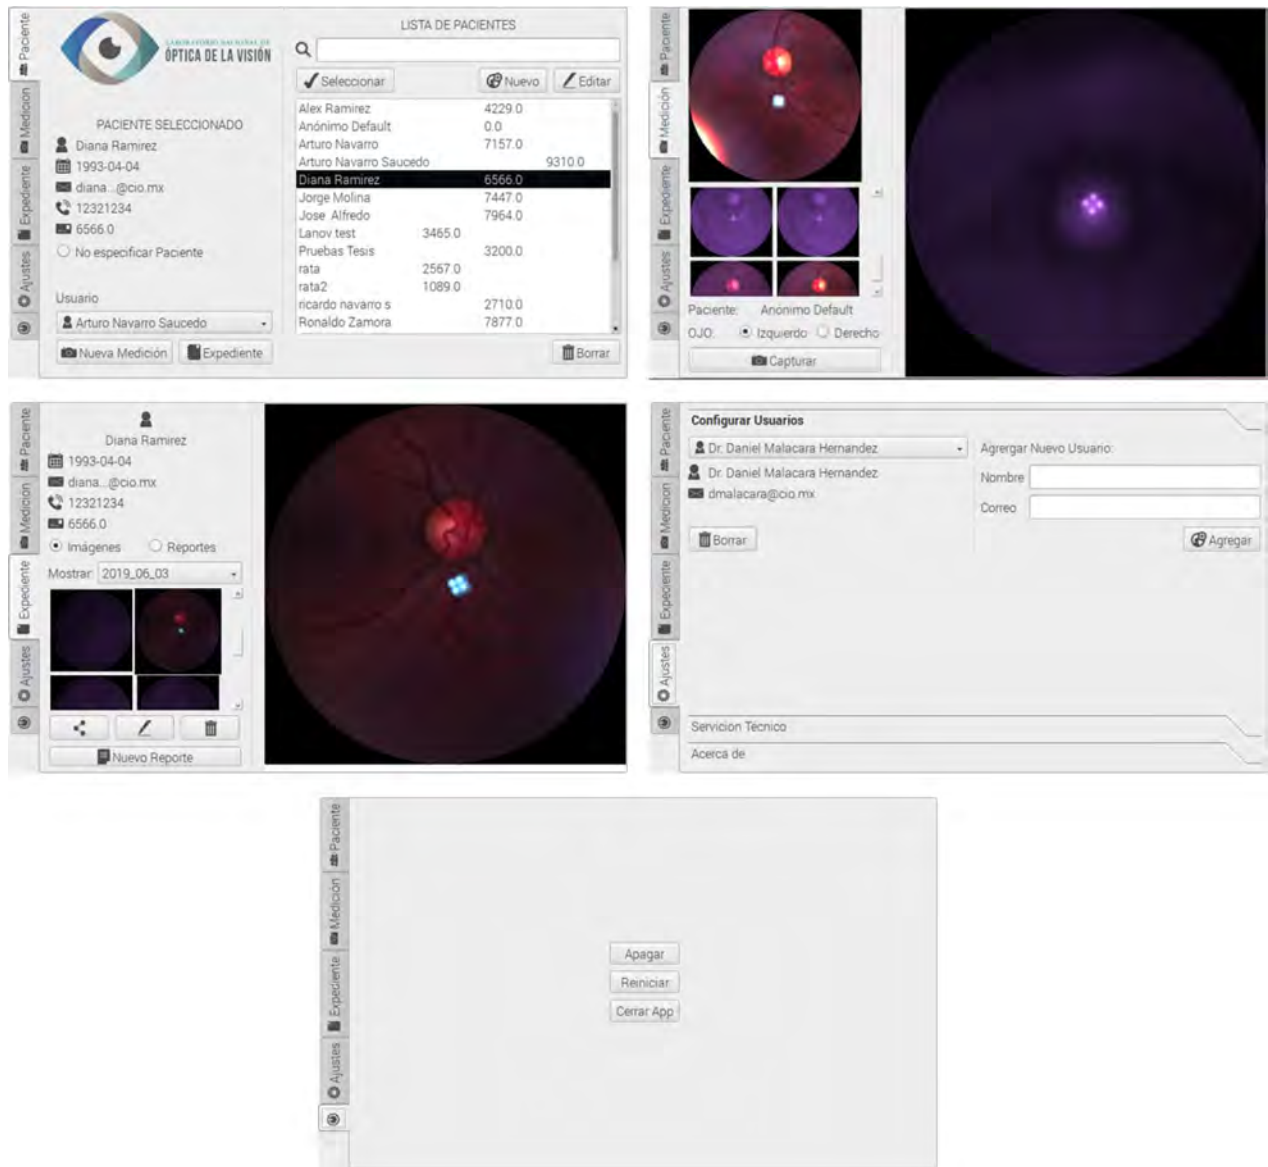 Paciente
Medición
Expediente
Ajustes
LABORATORIO NACIONAL DE
ÓPTICA DE LA VISIÓN
PACIENTE SELECCIONADO
Diana Ramirez
1993-04-04
diana...@cio.mx
12321234
6566.0
No especificar Paciente
Usuario
Arturo Navarro Saucedo
Nueva Medición Expediente
LISTA DE PACIENTES
Seleccionar Nuevo Editar
Alex Ramirez 4229.0
Anónimo Default 0.0
Arturo Navarro 7157.0
Arturo Navarro Saucedo 9310.0
Diana Ramirez 6566.0
Jorge Molina 7447.0
Jose Alfredo 7964.0
Lanov test 3465.0
Pruebas Tesis 3200.0
rata 2567.0
rata2 1089.0
ricardo navarro s 2710.0
Ronaldo Zamora 7877.0
Borrar
Paciente
Medición
Expediente
Ajustes
Paciente: Anónimo Default
OJO: Izquierdo Derecho
Capturar
Paciente
Medición
Expediente
Ajustes
Diana Ramirez
1993-04-04
diana...@cio.mx
12321234
6566.0
Imágenes Reportes
Mostrar: 2019_06_03
Nuevo Reporte
Paciente
Medición
Expediente
Ajustes
Configurar Usuarios
Dr. Daniel Malacara Hernandez
Dr. Daniel Malacara Hernandez
dmalacara@cio.mx
Borrar
Agrergar Nuevo Usuario:
Nombre
Correo
Agregar
Servicion Técnico
Acerca de
Paciente
Medición
Expediente
Ajustes
Apagar
Reiniciar
Cerrar App